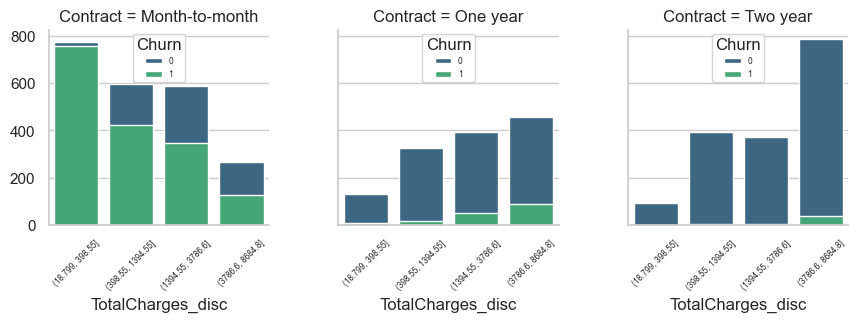 Contract = Month-to-month
Contract = One year
Contract = Two year
800
600
400
200
0
Churn
0
1
Churn
0
1
Churn
0
1
(18.799, 398.55]
(398.55, 1394.55]
(1394.55, 3786.6]
(3786.6, 8684.8]
(18.799, 398.55]
(398.55, 1394.55]
(1394.55, 3786.6]
(3786.6, 8684.8]
(18.799, 398.55]
(398.55, 1394.55]
(1394.55, 3786.6]
(3786.6, 8684.8]
TotalCharges_disc
TotalCharges_disc
TotalCharges_disc